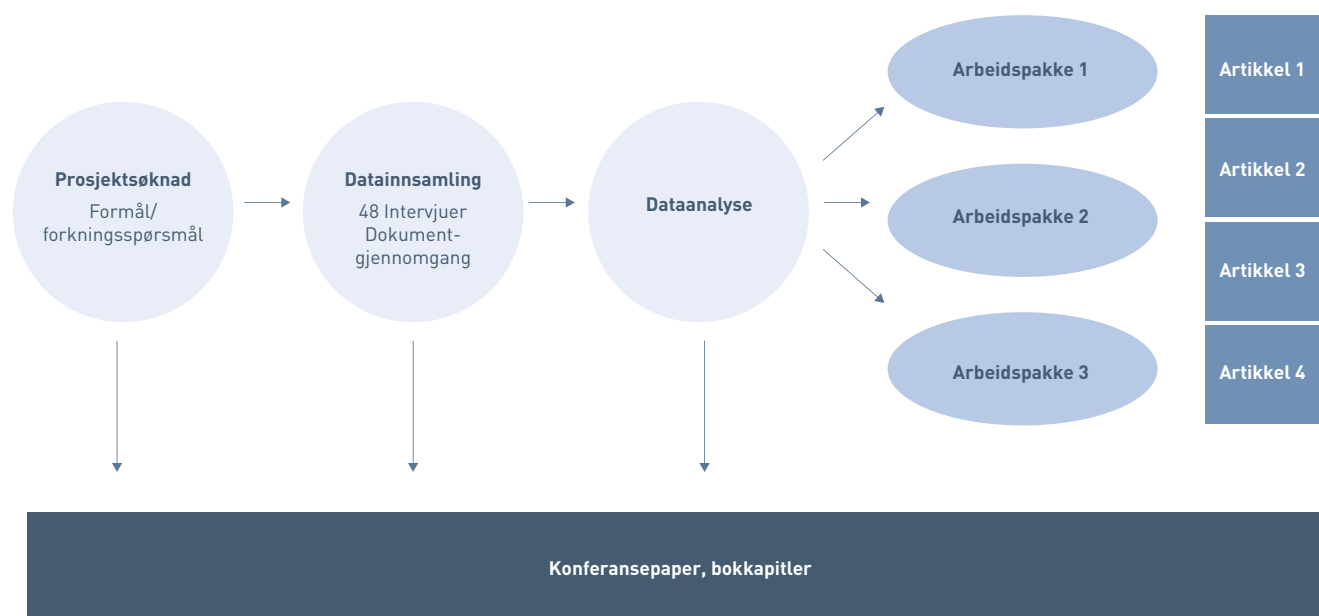 Prosjektsøknad
Formål/
forkningsspørsmål
Datainnsamling
48 Intervjuer
Dokument-
gjennomgang
Dataanalyse
Arbeidspakke 1
Arbeidspakke 2
Arbeidspakke 3
Artikkel 1
Artikkel 2
Artikkel 3
Artikkel 4
Konferansepaper, bokkapitler